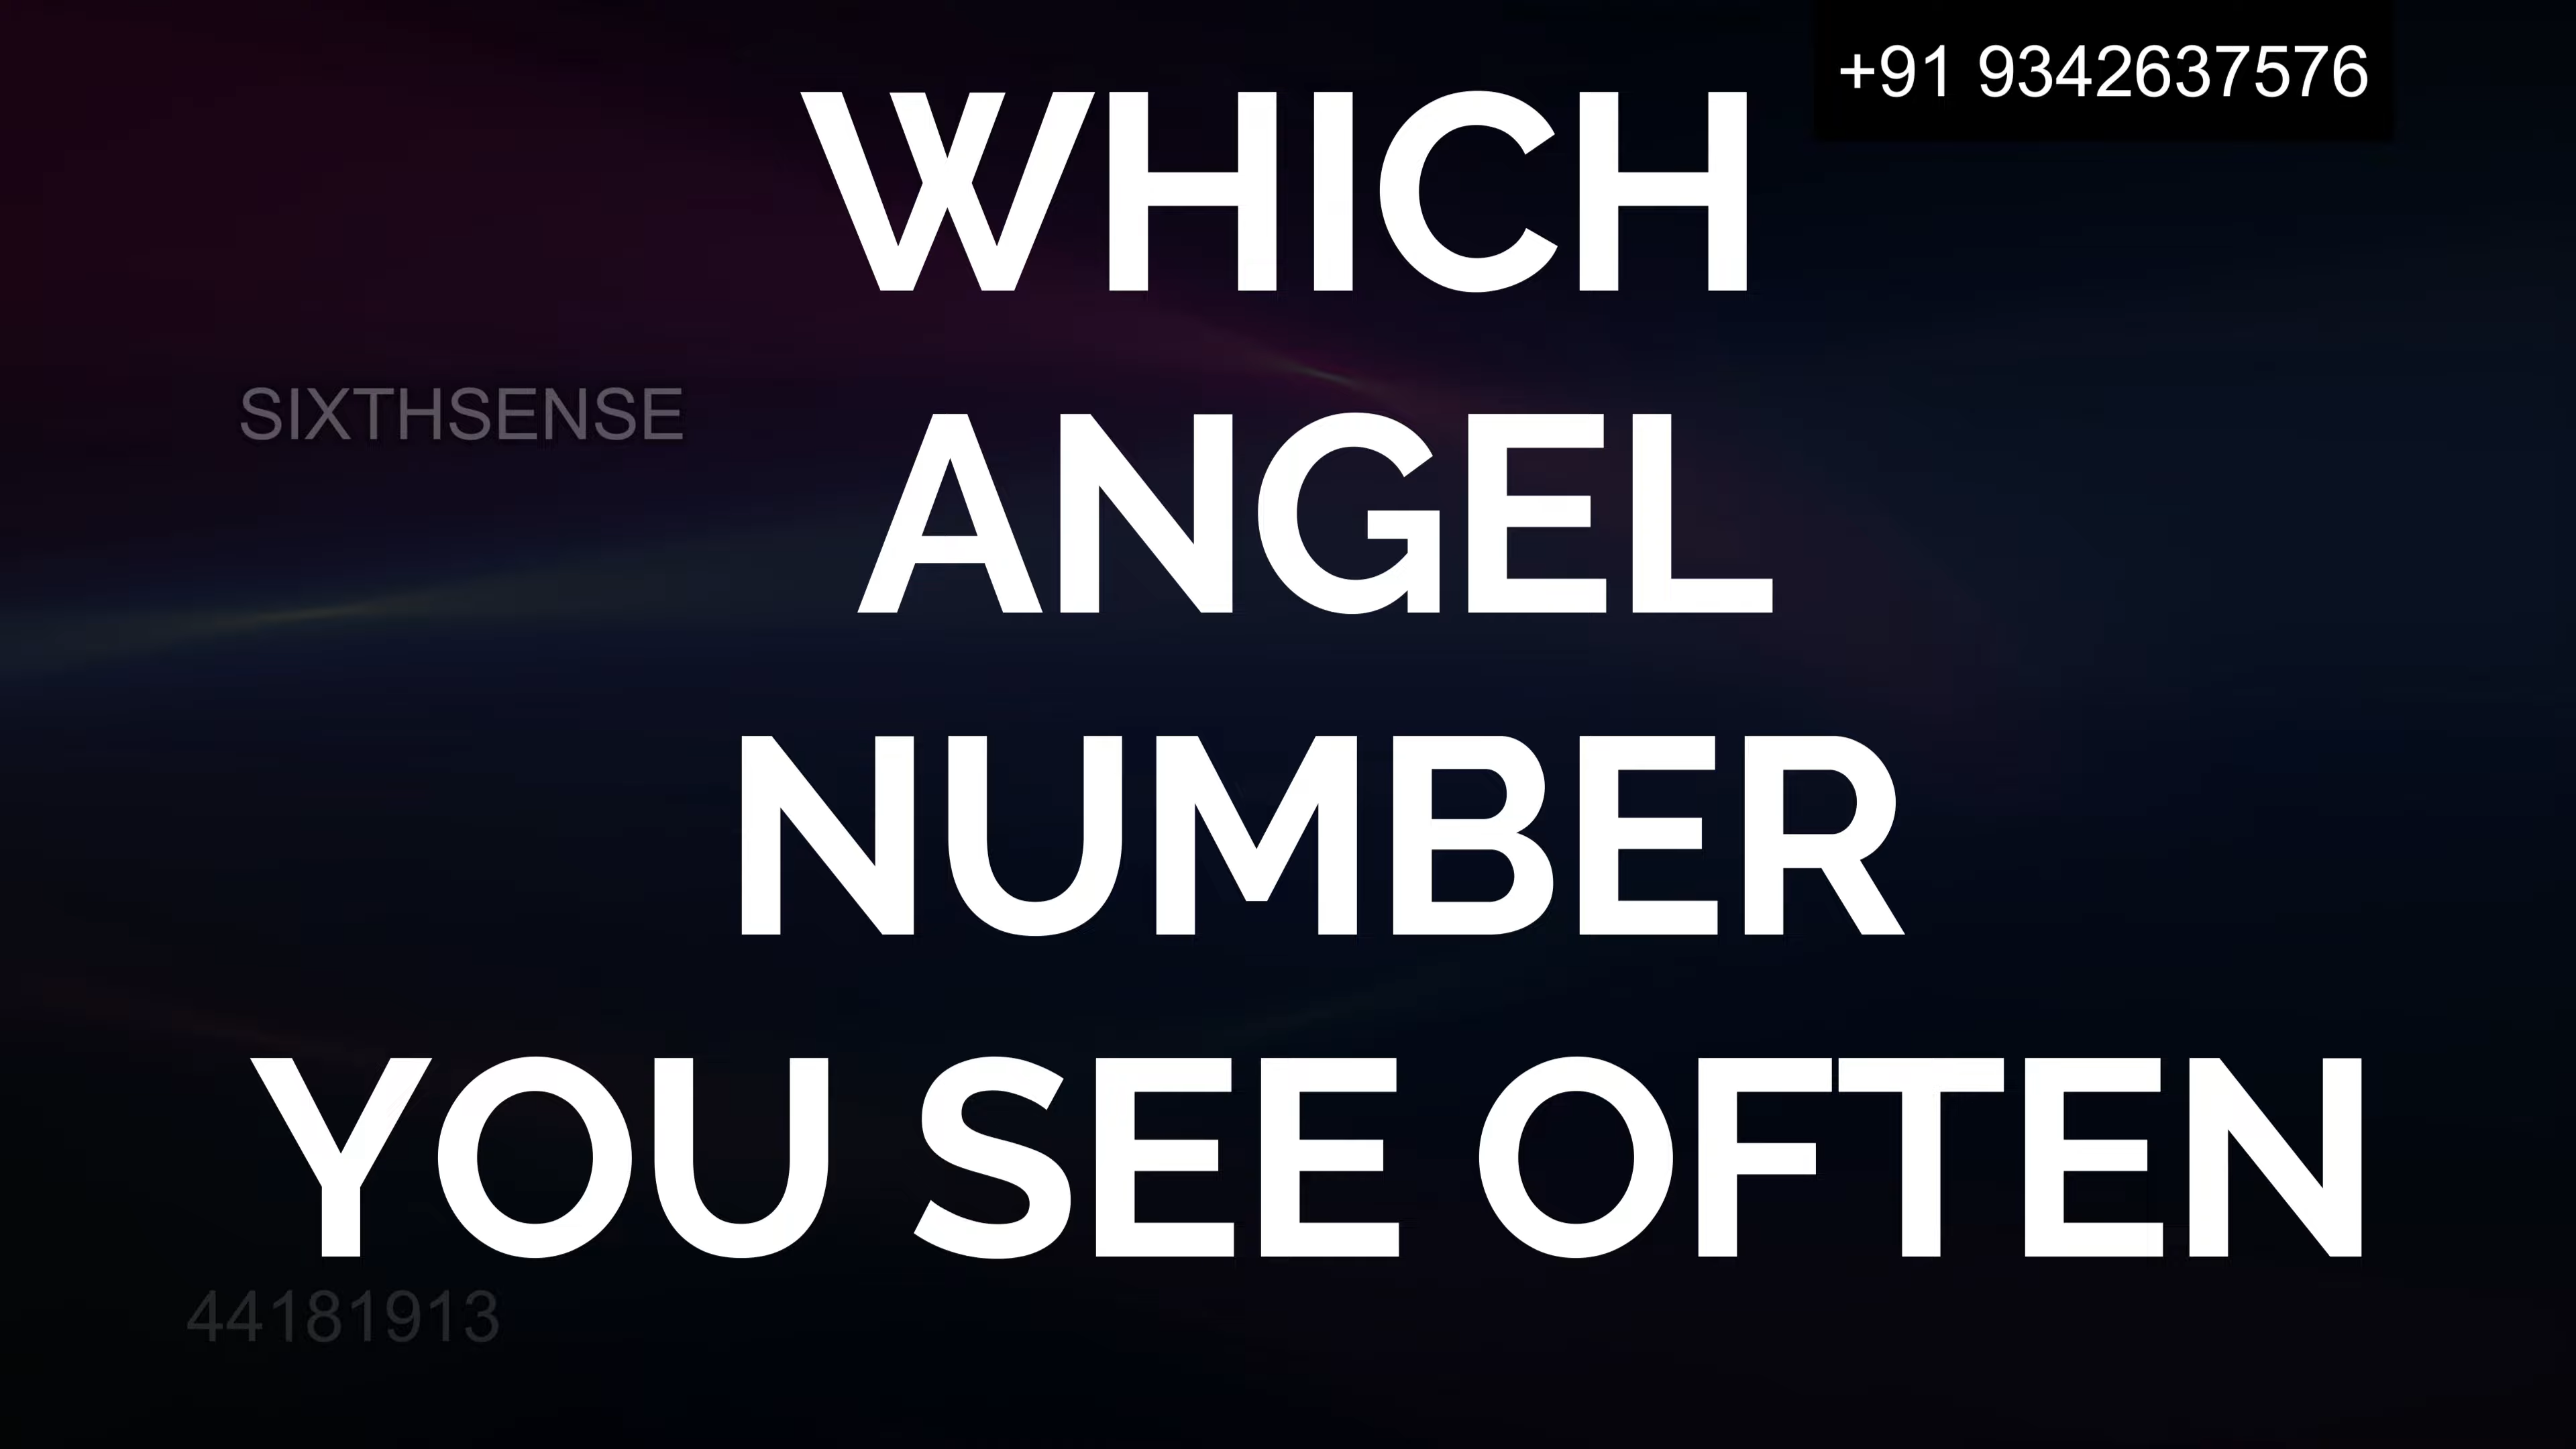 +91 9342637576
WHICH
SIXTHSENSE
ANGEL
NUMBER
YOU SEE OFTEN
44181913